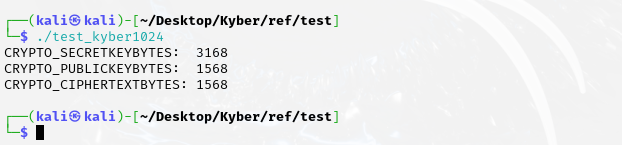 ┌──(kali㉿kali)-[~/Desktop/Kyber/ref/test]
└─$ ./test_kyber1024
CRYPTO_SECRETKEYBYTES:  3168
CRYPTO_PUBLICKEYBYTES:  1568
CRYPTO_CIPHERTEXTBYTES: 1568
┌──(kali㉿kali)-[~/Desktop/Kyber/ref/test]
└─$